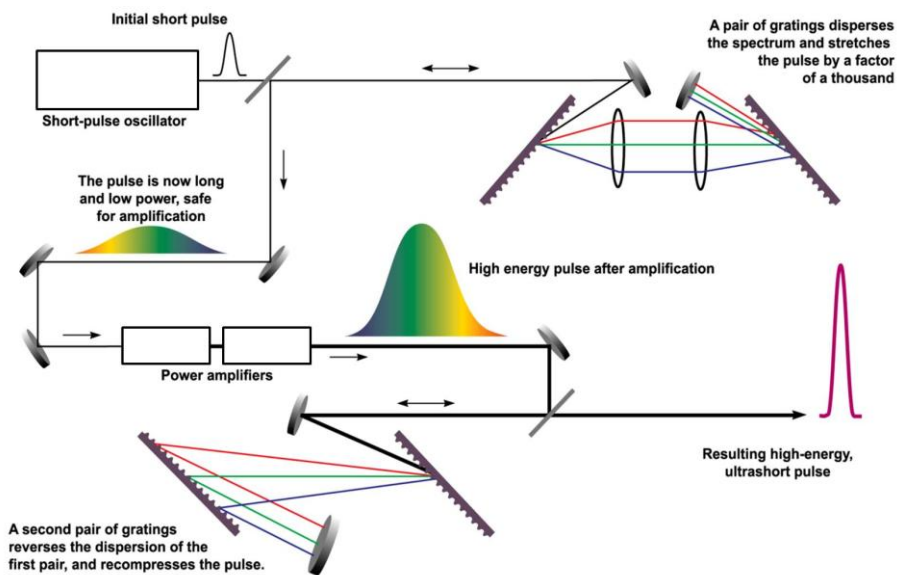 Initial short pulse
Short-pulse oscillator
A pair of gratings disperses
the spectrum and stretches
the pulse by a factor
of a thousand
The pulse is now long
and low power, safe
for amplification
High energy pulse after amplification
Power amplifiers
Resulting high-energy,
ultrashort pulse
A second pair of gratings
reverses the dispersion of the
first pair, and recompresses the pulse.